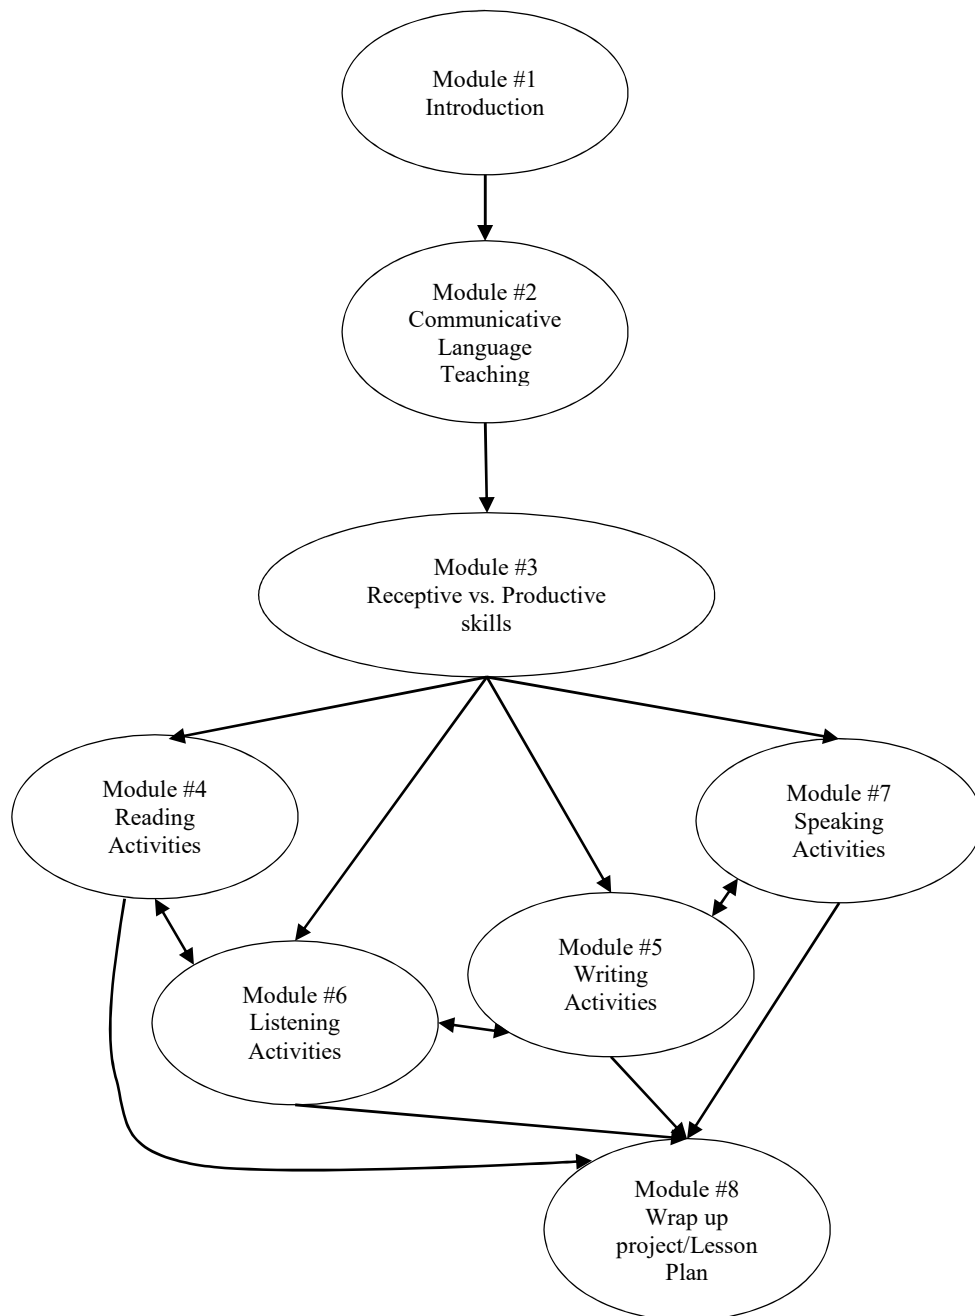 Module #1
Introduction
Module #2
Communicative
Language
Teaching
Module #3
Receptive vs. Productive
skills
Module #4
Reading
Activities
Module #7
Speaking
Activities
Module #5
Writing
Activities
Module #6
Listening
Activities
Module #8
Wrap up
project/Lesson
Plan